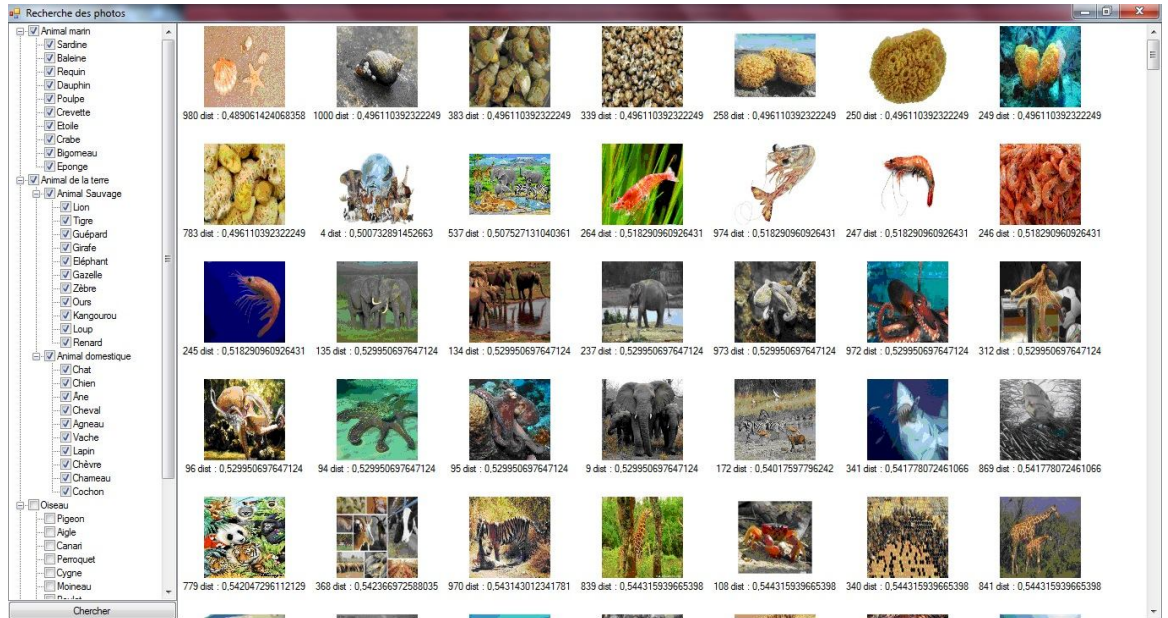 Recherche des photos
Animal marin
Sardine
Baleine
Requin
Dauphin
Poulpe
Crevette
Etoile
Crabe
Bigorneau
Eponge
Animal de la terre
Animal Sauvage
Lion
Tigre
Guépard
Girafe
Eléphant
Gazelle
Zèbre
Ours
Kangourou
Loup
Renard
Animal domestique
Chat
Chien
Âne
Cheval
Agneau
Vache
Lapin
Chèvre
Chameau
Cochon
Oiseau
Pigeon
Aigle
Canari
Perroquet
Cygne
Moineau
Chercher
980 dist : 0,489061424068358 1000 dist : 0,496110392322249 383 dist : 0,496110392322249 339 dist : 0,496110392322249 258 dist : 0,496110392322249 250 dist : 0,496110392322249 249 dist : 0,496110392322249
783 dist : 0,496110392322249 4 dist : 0,500732891452663 537 dist : 0,507527131040361 264 dist : 0,518290960926431 974 dist : 0,518290960926431 247 dist : 0,518290960926431 246 dist : 0,518290960926431
245 dist : 0,518290960926431 135 dist : 0,529950697647124 134 dist : 0,529950697647124 237 dist : 0,529950697647124 973 dist : 0,529950697647124 972 dist : 0,529950697647124 312 dist : 0,529950697647124
96 dist : 0,529950697647124 94 dist : 0,529950697647124 95 dist : 0,529950697647124 9 dist : 0,529950697647124 172 dist : 0,54017597796242 341 dist : 0,541778072461066 869 dist : 0,541778072461066
779 dist : 0,542047296112129 368 dist : 0,542366972588035 970 dist : 0,543143012341781 839 dist : 0,544315939665398 108 dist : 0,544315939665398 340 dist : 0,544315939665398 841 dist : 0,544315939665398